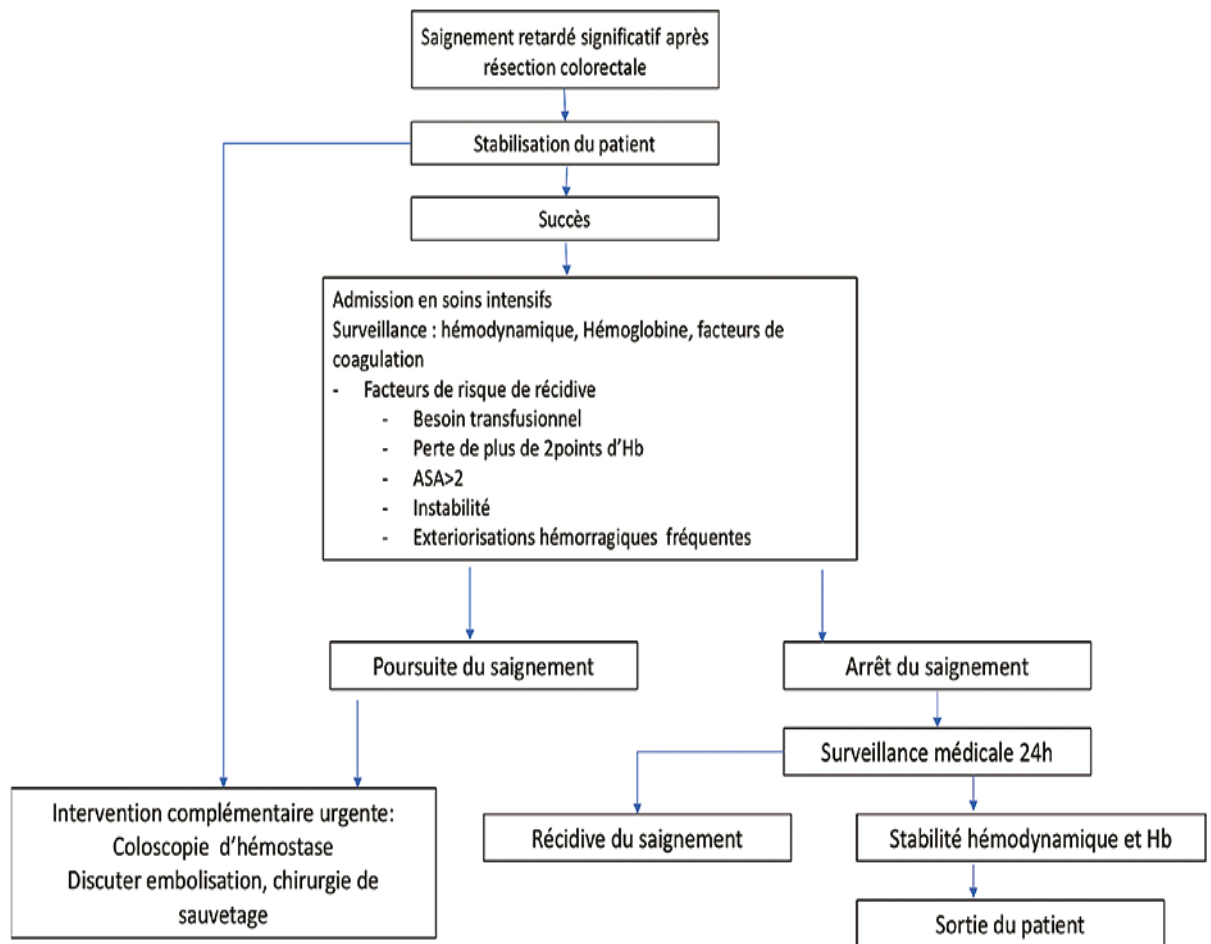 Saignement retardé significatif après
résection colorectale
Stabilisation du patient
Succès
Admission en soins intensifs
Surveillance : hémodynamique, Hémoglobine, facteurs de
coagulation
- Facteurs de risque de récidive
- Besoin transfusionnel
- Perte de plus de 2points d'Hb
- ASA>2
- Instabilité
- Exteriorisations hémorragiques fréquentes
Poursuite du saignement
Arrêt du saignement
Surveillance médicale 24h
Intervention complémentaire urgente:
Coloscopie d'hémostase
Discuter embolisation, chirurgie de
sauvetage
Récidive du saignement
Stabilité hémodynamique et Hb
Sortie du patient